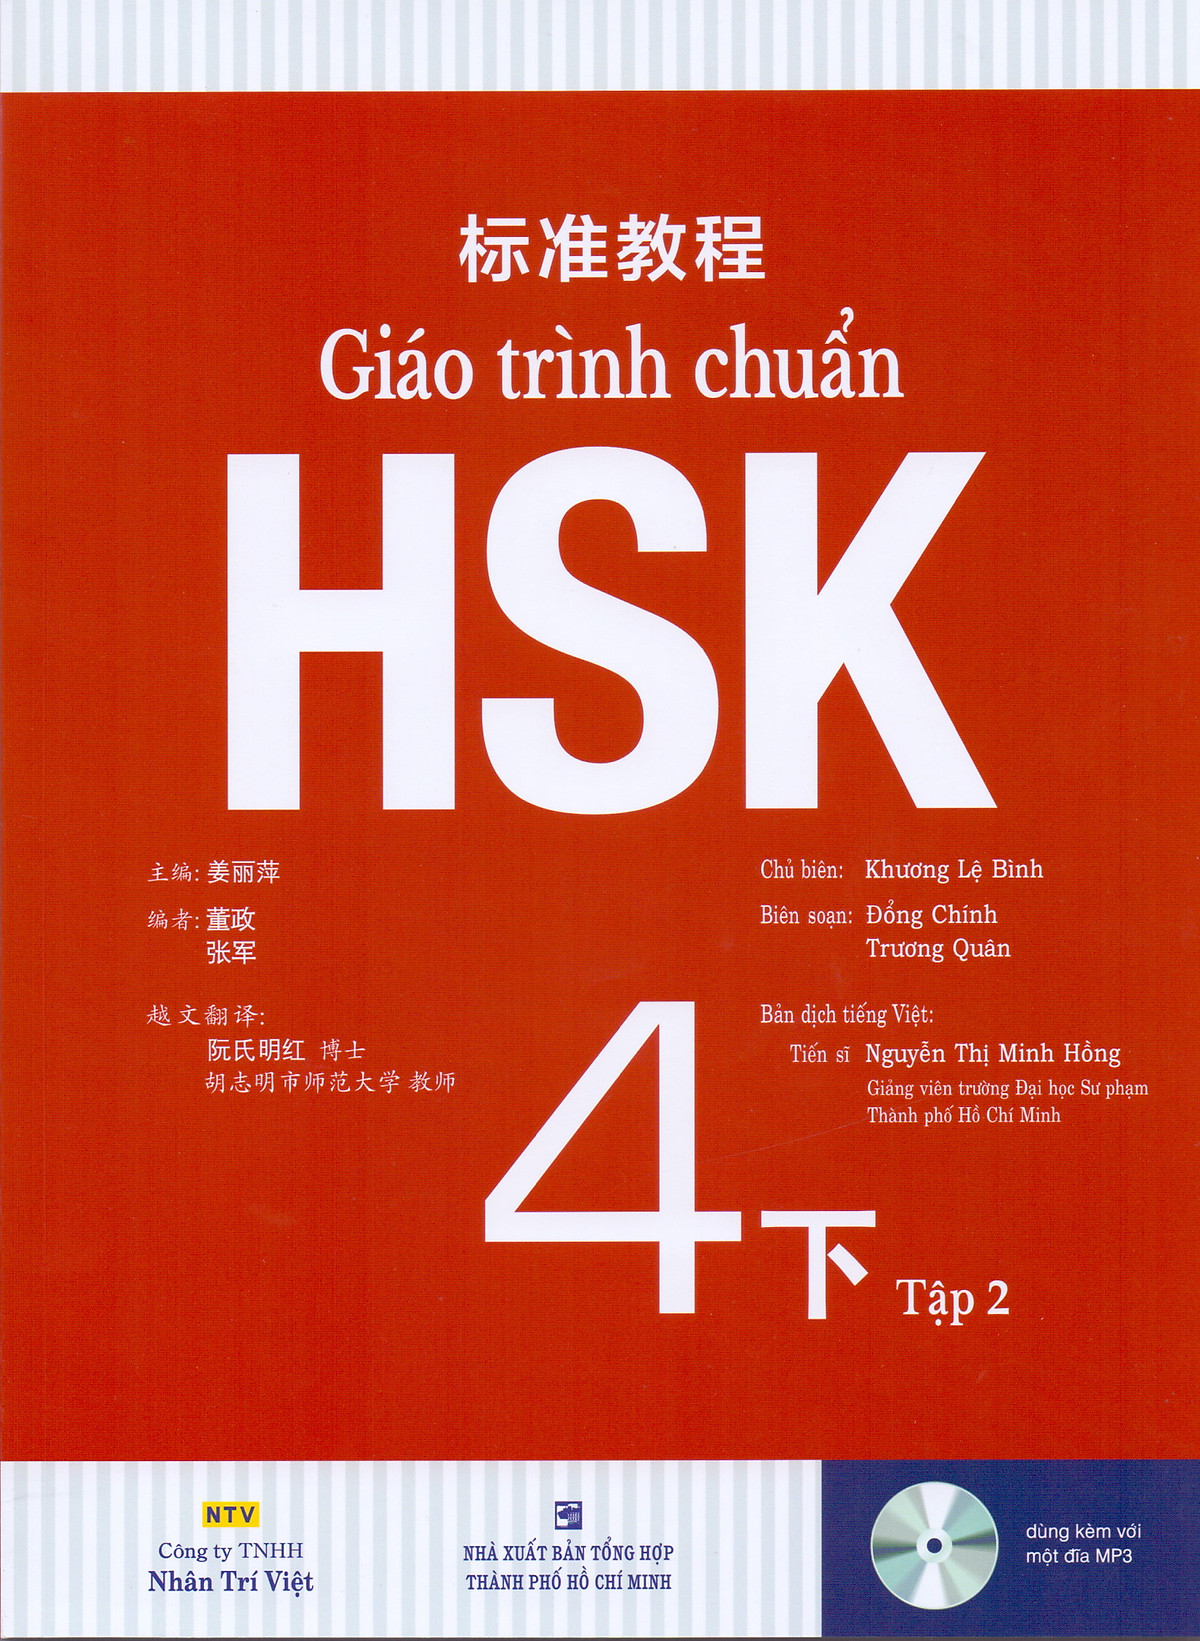 标准教程
Giáo trình chuẩn
HSK
主编: 姜丽萍
编者: 董政
张军
越文翻译:
阮氏明红 博士
胡志明市师范大学 教师
Chủ biên: Khương Lệ Bình
Biên soạn: Đổng Chính
Trương Quân
Bản dịch tiếng Việt:
Tiến sĩ Nguyễn Thị Minh Hồng
Giảng viên trường Đại học Sư phạm
Thành phố Hồ Chí Minh
4下 Tập 2
NTV
Công ty TNHH
Nhân Trí Việt
NHÀ XUẤT BẢN TỔNG HỢP
THÀNH PHỐ HỒ CHÍ MINH
dùng kèm với
một đĩa MP3